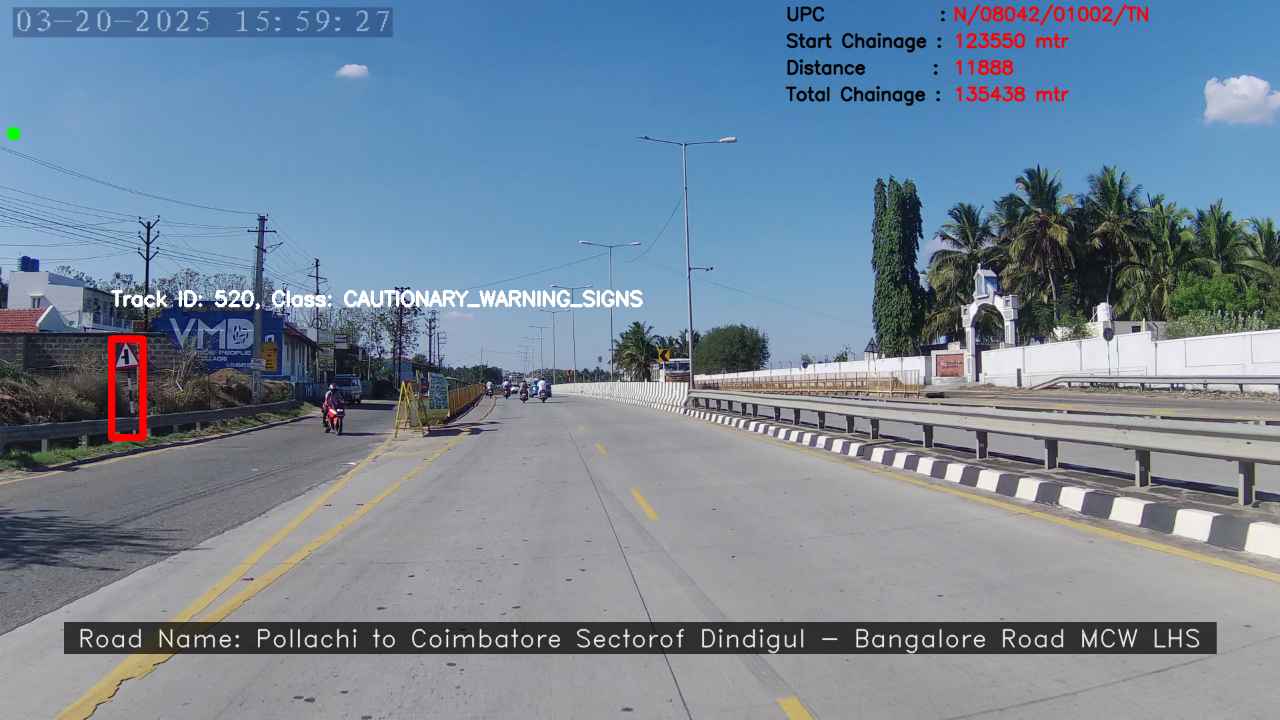 03-20-2025 15:59:27
UPC : N/08042/01002/TN
Start Chainage : 123550 mtr
Distance : 11888
Total Chainage : 135438 mtr
Track ID: 520, Class: CAUTIONARY_WARNING_SIGNS
VMC
Road Name: Pollachi to Coimbatore Sectorof Dindigul - Bangalore Road MCW LHS